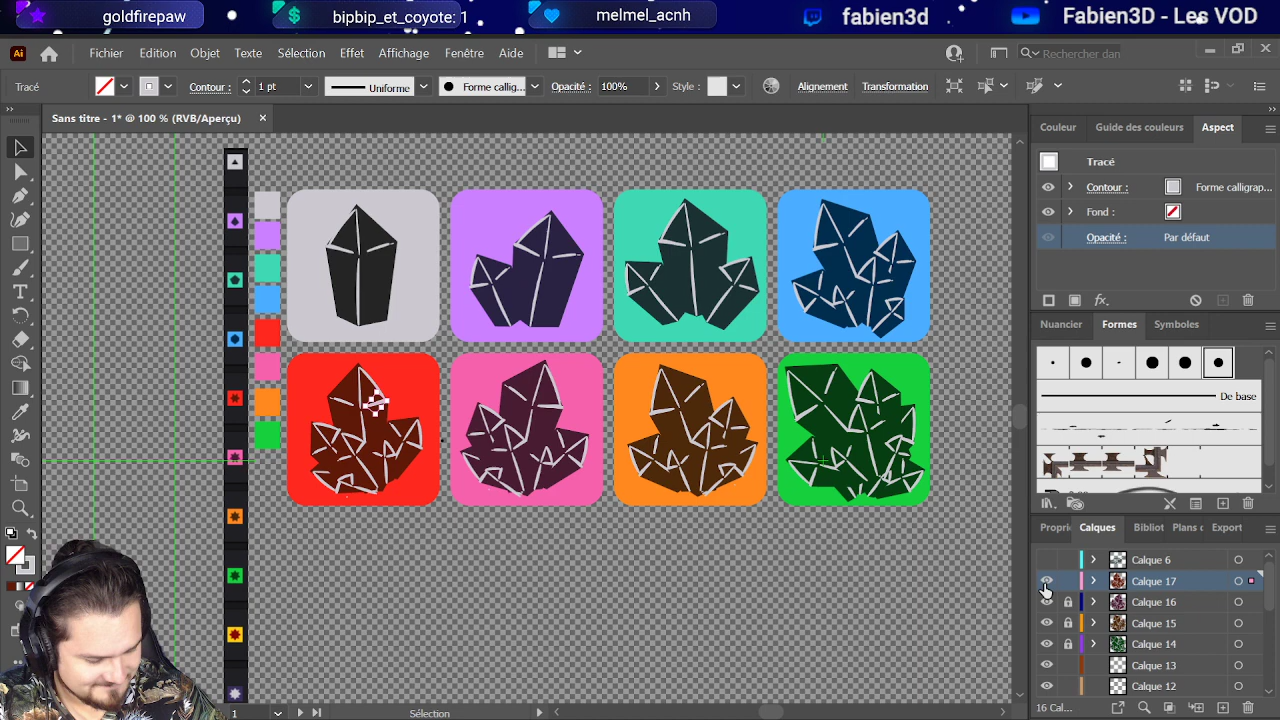 goldfirepaw
bipbip_et_coyote: 1
melmel_acnh
fabien3d
Fabien3D - Les VOD
Ai
Fichier Edition Objet Texte Sélection Effet Affichage Fenêtre Aide
Rechercher dan
Tracé
Contour :
1 pt
Uniforme
Forme callig...
Opacité :
100%
Style :
Alignement
Transformation
Sans titre - 1* @ 100 % (RVB/Aperçu)
Couleur
Guide des couleurs
Aspect
Tracé
Contour :
Forme calligrap...
Fond :
Opacité :
Par défaut
fx
Nuancier
Formes
Symboles
De base
Propri
Calques
Bibliot
Plans c
Export
Calque 6
Calque 17
Calque 16
Calque 15
Calque 14
Calque 13
Calque 12
16 Cal...
1
Sélection